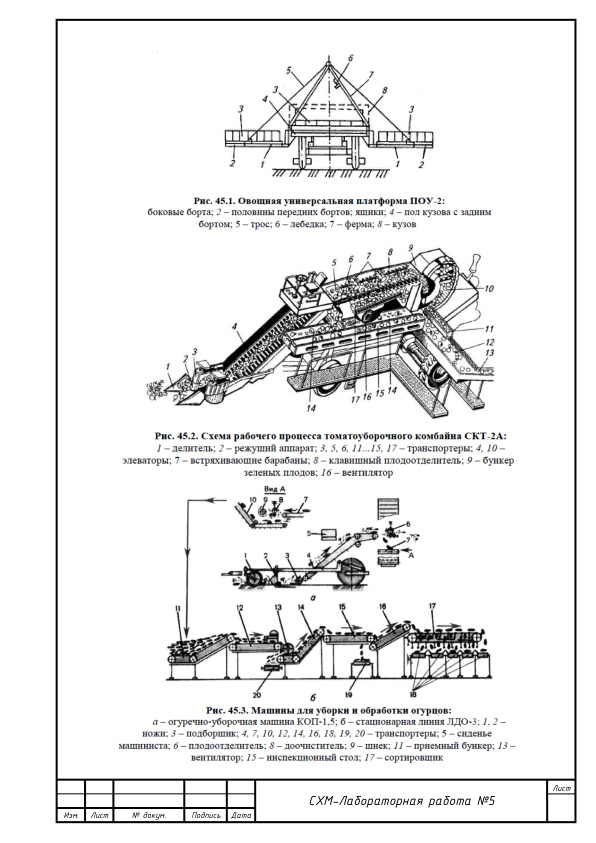 5
3
4
3
2
1
6
7
8
3
1
2
Рис. 45.1. Овощная универсальная платформа ПОУ-2:
боковые борта; 2 – половины передних бортов; ящики; 4 – пол кузова с задним
бортом; 5 – трос; 6 – лебедка; 7 – ферма; 8 – кузов
1
2
3
4
5
6
7
8
9
10
11
12
13
14
17
16
15
14
Рис. 45.2. Схема рабочего процесса томатоуборочного комбайна СКТ-2А:
1 – делитель; 2 – режущий аппарат; 3, 5, 6, 11...15, 17 – транспортеры; 4, 10 –
элеваторы; 7 – встряхивающие барабаны; 8 – клавишный плодоотделитель; 9 – бункер
зеленых плодов; 16 – вентилятор
Вид А
10
9
8
7
5
6
7
А
1
2
3
4
а
11
12
13
14
15
16
17
20
19
18
б
Рис. 45.3. Машины для уборки и обработки огурцов:
а – огуречно-уборочная машина КОП-1,5; б – стационарная линия ЛДО-3; 1, 2 –
ножи; 3 – подборщик; 4, 7, 10, 12, 14, 16, 18, 19, 20 – транспортеры; 5 – сиденье
машиниста; 6 – плодоотделитель; 8 – доочиститель; 9 – шнек; 11 – приемный бункер; 13 –
вентилятор; 15 – инспекционный стол; 17 – сортировщик
СХМ-Лабораторная работа №5
Лист
Изм. Лист № докум. Подпись Дата